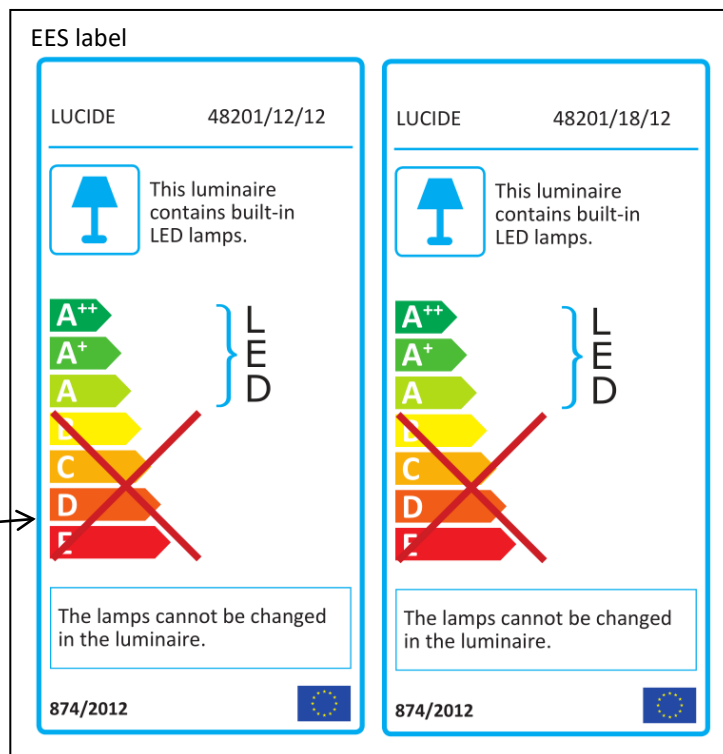 EES label
LUCIDE 48201/12/12
This luminaire
contains built-in
LED lamps.
A++
A+
A
B
C
D
E
L
E
D
The lamps cannot be changed
in the luminaire.
874/2012
LUCIDE 48201/18/12
This luminaire
contains built-in
LED lamps.
A++
A+
A
B
C
D
E
L
E
D
The lamps cannot be changed
in the luminaire.
874/2012